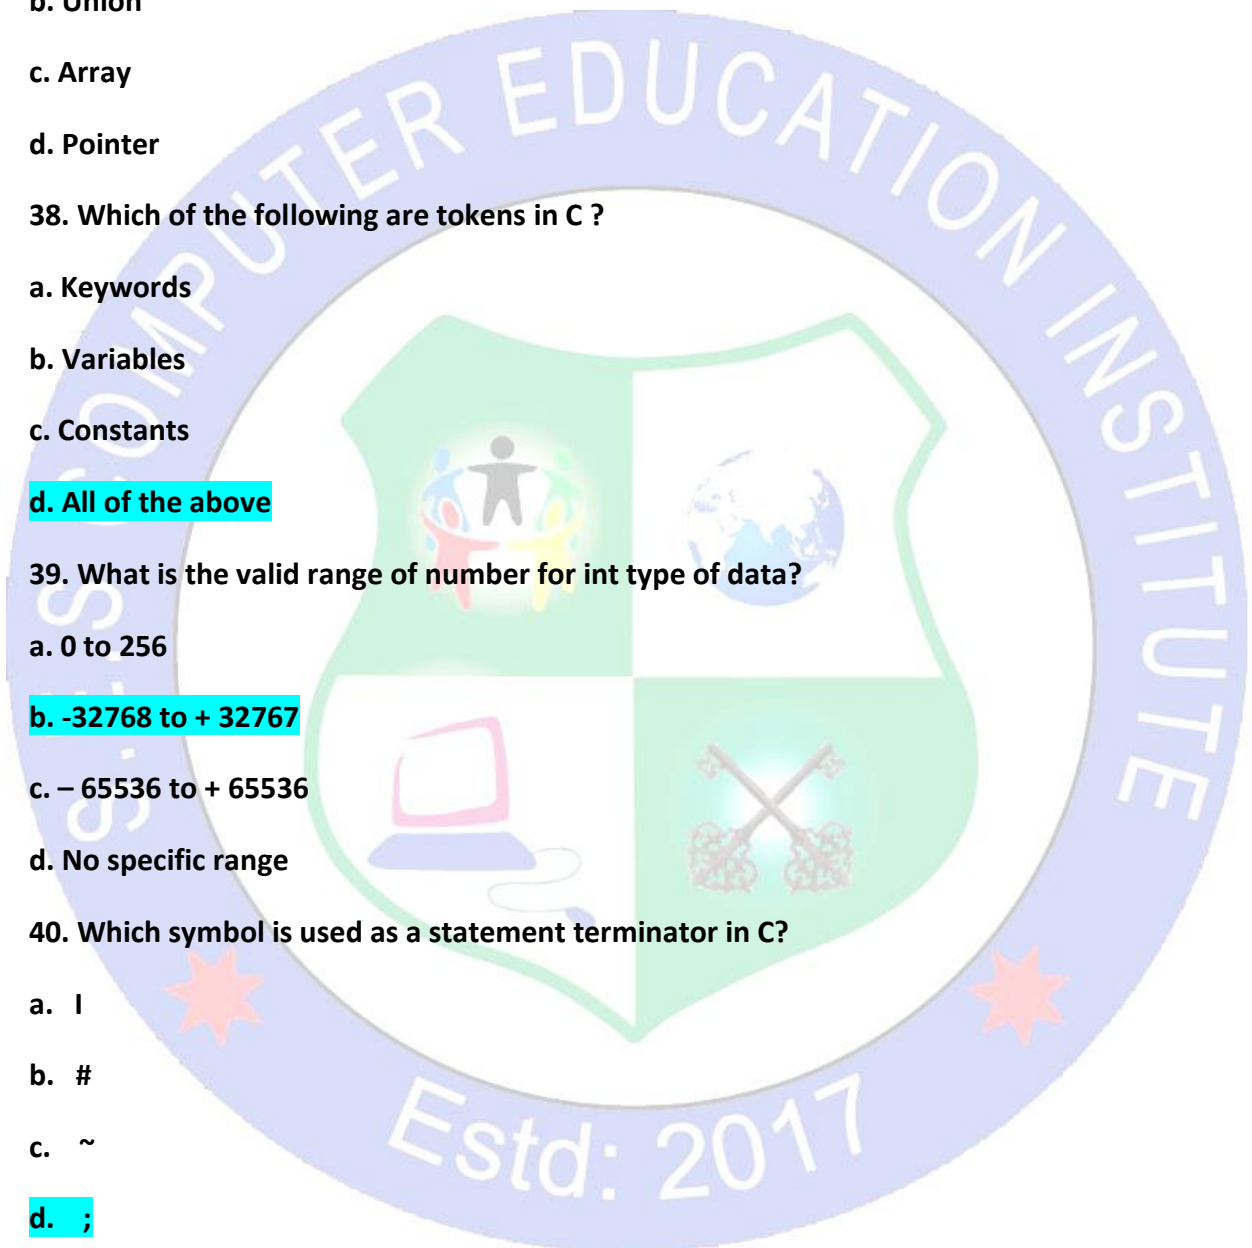 b. Union
c. Array
d. Pointer
38. Which of the following are tokens in C ?
a. Keywords
b. Variables
c. Constants
d. All of the above
39. What is the valid range of number for int type of data?
a. 0 to 256
b. -32768 to + 32767
c. – 65536 to + 65536
d. No specific range
40. Which symbol is used as a statement terminator in C?
a. I
b. #
c. ~
d. ;
COMPUTER EDUCATION INSTITUTE
Estd: 2017